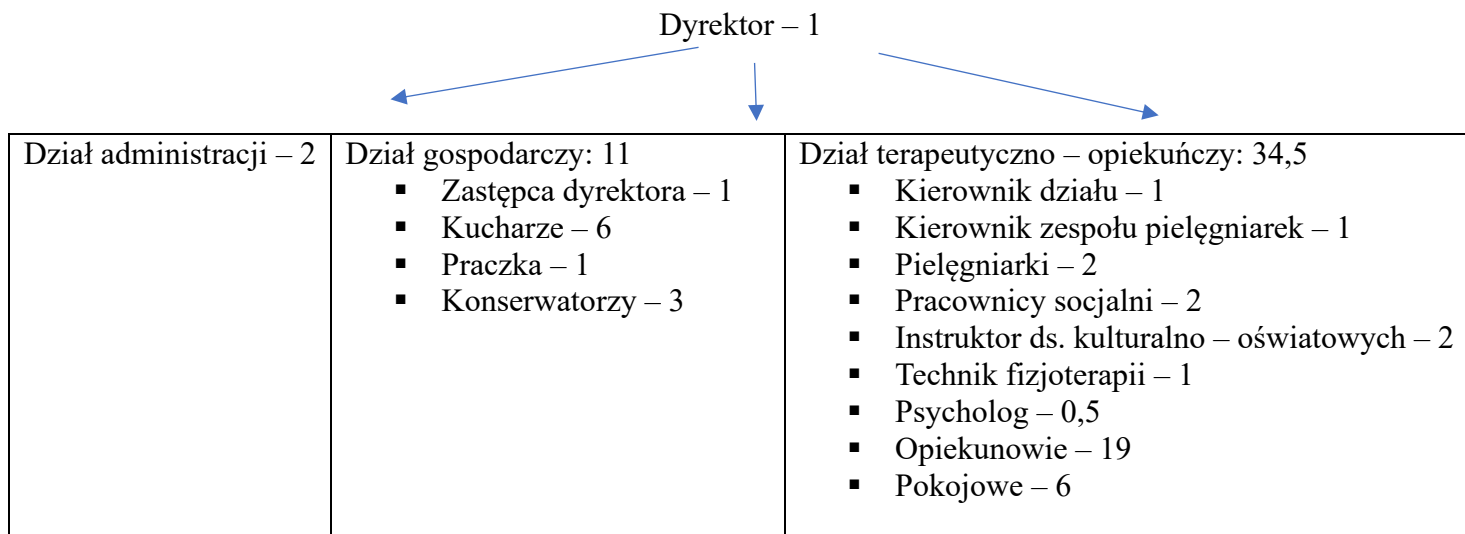 Dyrektor – 1
Dział administracji – 2
Dział gospodarczy: 11
▪ Zastępca dyrektora – 1
▪ Kucharze – 6
▪ Praczka – 1
▪ Konserwatorzy – 3
Dział terapeutyczno – opiekuńczy: 34,5
▪ Kierownik działu – 1
▪ Kierownik zespołu pielęgniarek – 1
▪ Pielęgniarki – 2
▪ Pracownicy socjalni – 2
▪ Instruktor ds. kulturalno – oświatowych – 2
▪ Technik fizjoterapii – 1
▪ Psycholog – 0,5
▪ Opiekunowie – 19
▪ Pokojowe – 6